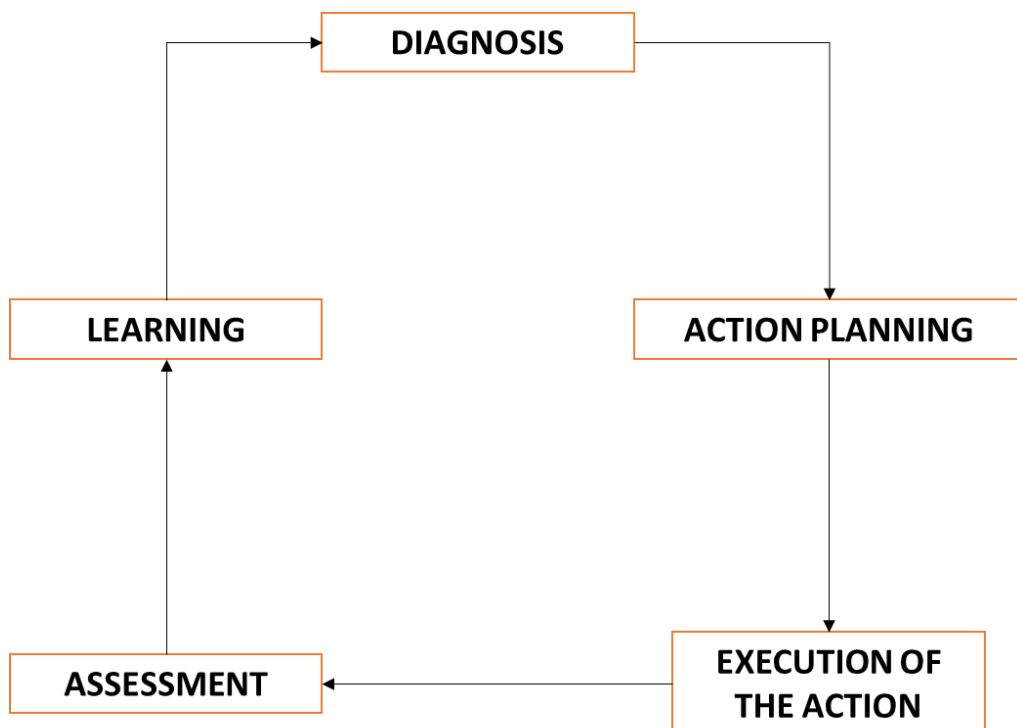 DIAGNOSIS
LEARNING
ACTION PLANNING
ASSESSMENT
EXECUTION OF
THE ACTION